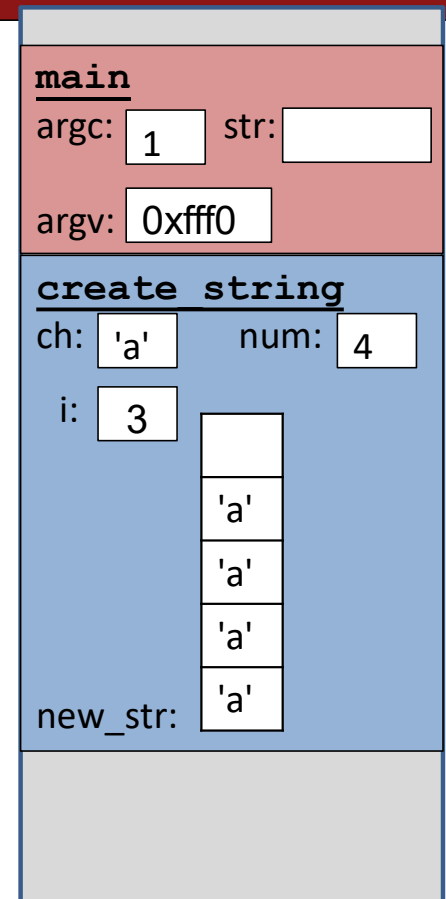 main
argc: 1 str:
argv: 0xfff0
create_string
ch: 'a' num: 4
i: 3
'a'
'a'
'a'
new_str: 'a'